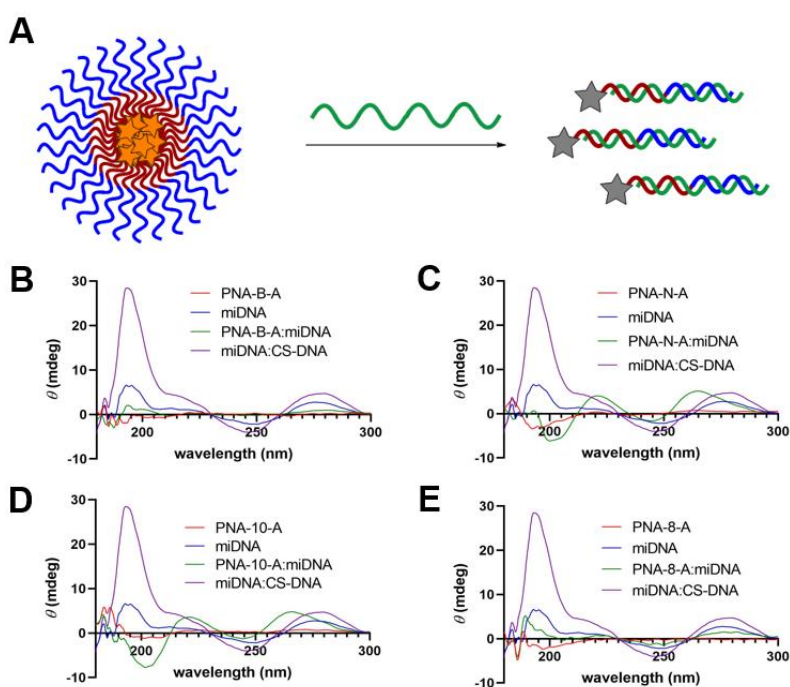 A
B
30
20
10
0
-10
θ (mdeg)
200
250
300
wavelength (nm)
PNA-B-A
miDNA
PNA-B-A:miDNA
miDNA:CS-DNA
C
30
20
10
0
-10
θ (mdeg)
200
250
300
wavelength (nm)
PNA-N-A
miDNA
PNA-N-A:miDNA
miDNA:CS-DNA
D
30
20
10
0
-10
θ (mdeg)
200
250
300
wavelength (nm)
PNA-10-A
miDNA
PNA-10-A:miDNA
miDNA:CS-DNA
E
30
20
10
0
-10
θ (mdeg)
200
250
300
wavelength (nm)
PNA-8-A
miDNA
PNA-8-A:miDNA
miDNA:CS-DNA